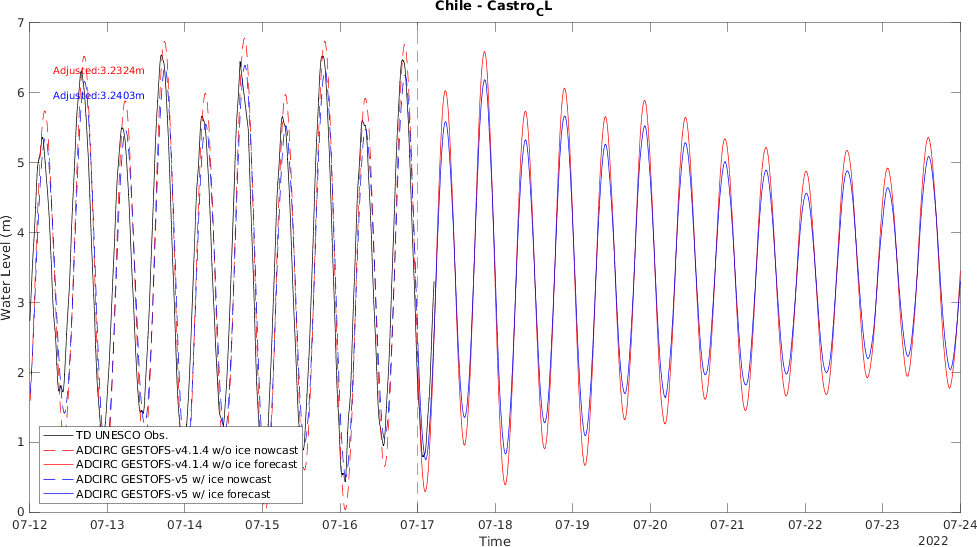 Chile - Castro_CL
7
6
5
4
3
2
1
0
Water Level (m)
Adjusted:3.2324m
Adjusted:3.2403m
TD UNESCO Obs.
ADCIRC GESTOFS-v4.1.4 w/o ice nowcast
ADCIRC GESTOFS-v4.1.4 w/o ice forecast
ADCIRC GESTOFS-v5 w/ ice nowcast
ADCIRC GESTOFS-v5 w/ ice forecast
07-12 07-13 07-14 07-15 07-16 07-17 07-18 07-19 07-20 07-21 07-22 07-23 07-24
Time
2022